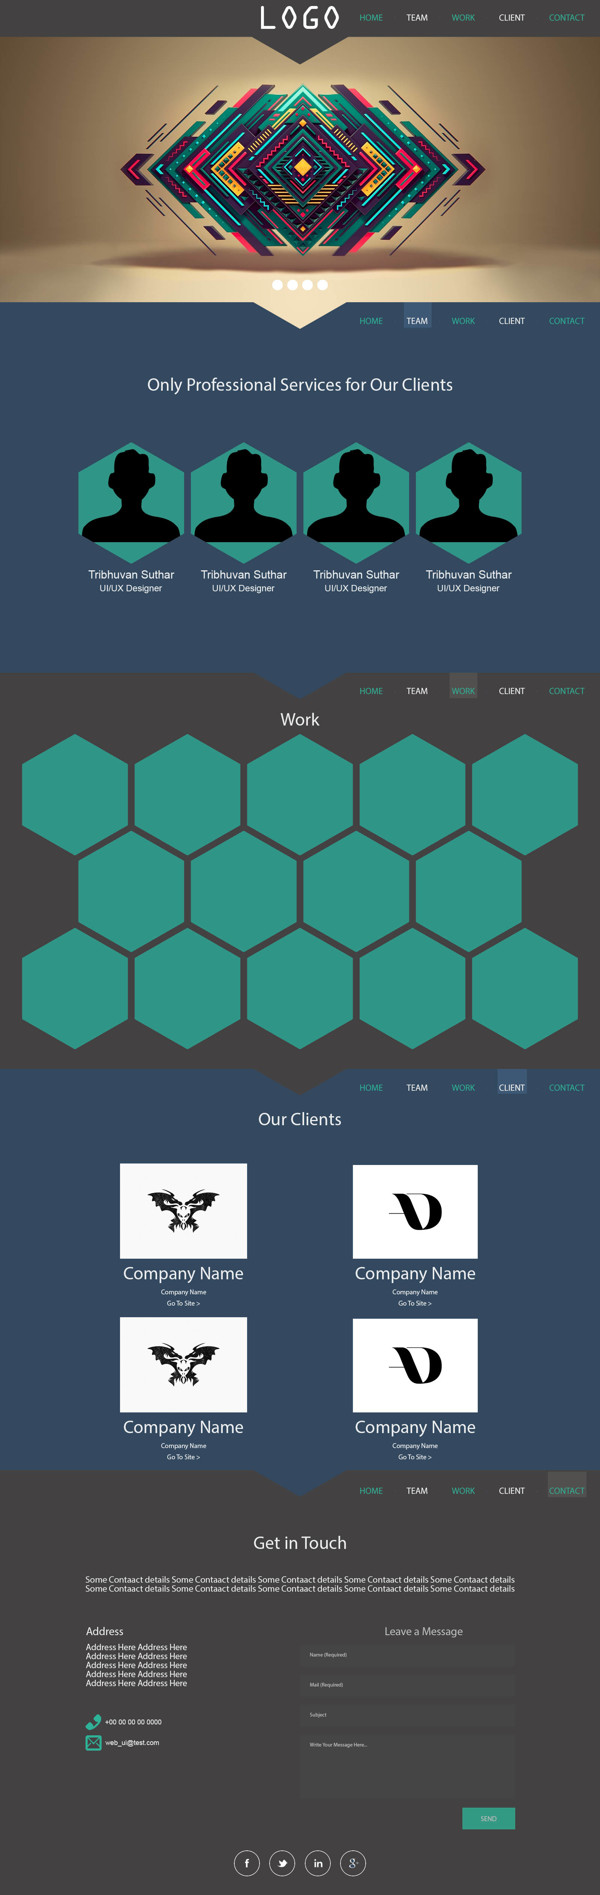 LOGO
HOME TEAM WORK CLIENT CONTACT
HOME TEAM WORK CLIENT CONTACT
Only Professional Services for Our Clients
Tribhuvan Suthar Tribhuvan Suthar Tribhuvan Suthar Tribhuvan Suthar
UI/UX Designer UI/UX Designer UI/UX Designer UI/UX Designer
HOME TEAM WORK CLIENT CONTACT
Work
HOME TEAM WORK CLIENT CONTACT
Our Clients
Company Name Company Name
Company Name Company Name
Go To Site > Go To Site >
Company Name Company Name
Company Name Company Name
Go To Site > Go To Site >
HOME TEAM WORK CLIENT CONTACT
Get in Touch
Some Contaact details Some Contaact details Some Contaact details Some Contaact details Some Contaact details
Some Contaact details Some Contaact details Some Contaact details Some Contaact details Some Contaact details
Address
Address Here Address Here
Address Here Address Here
Address Here Address Here
Address Here Address Here
Address Here Address Here
+00 00 00 00 0000
web_ui@test.com
Leave a Message
Name (Required)
Mail (Required)
Subject
Write Your Message Here...
SEND
f in g+